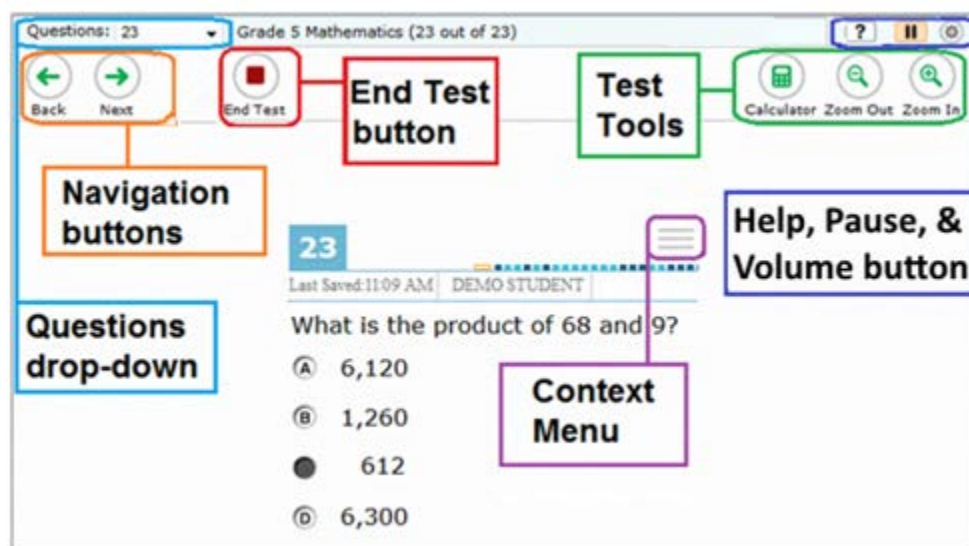 Questions: 23
Grade 5 Mathematics (23 out of 23)
?
Back
Next
End Test
End Test
button
Test
Tools
Calculator
Zoom Out
Zoom In
Navigation
buttons
Help, Pause, &
Volume button
23
Last Saved:11:09 AM
DEMO STUDENT
Questions
drop-down
What is the product of 68 and 9?
A 6,120
B 1,260
612
D 6,300
Context
Menu